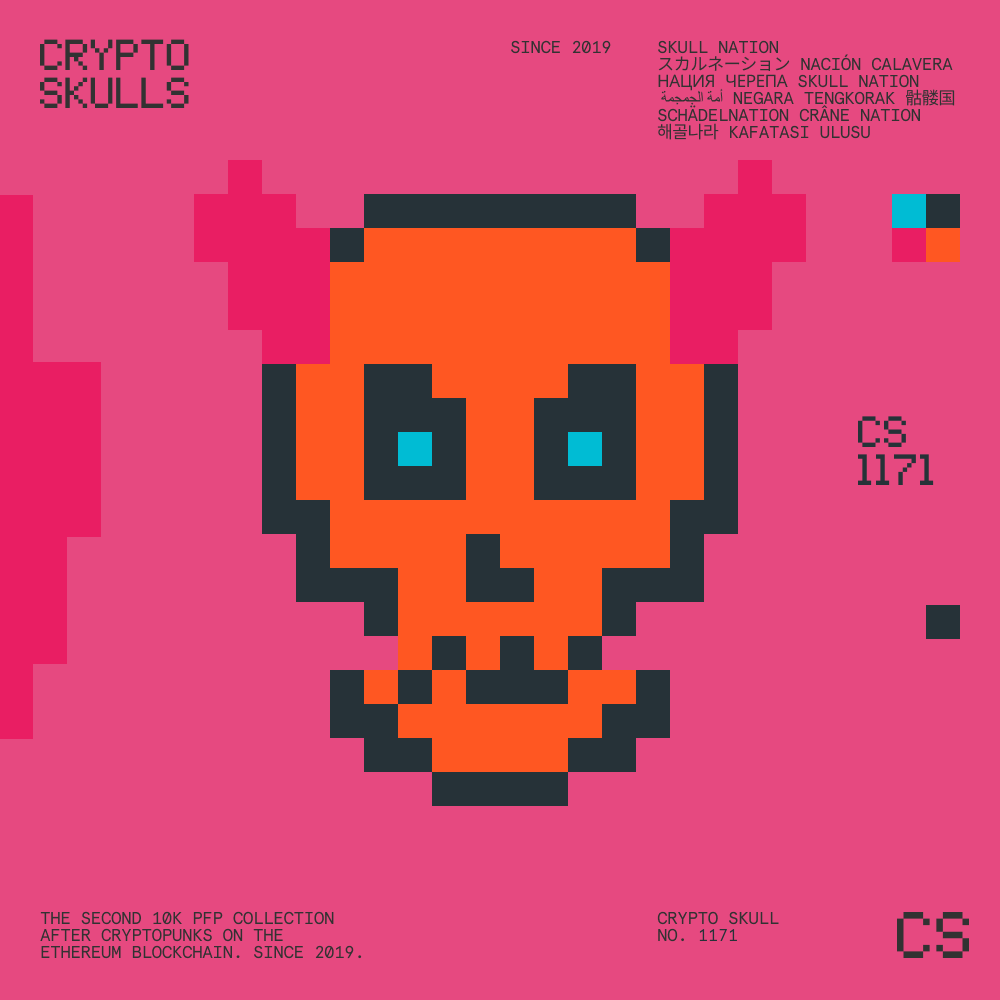 CRYPTO
SKULLS
SINCE 2019
SKULL NATION
スカルネーション NACIÓN CALAVERA
НАЦИЯ ЧЕРЕПА SKULL NATION
أمة الجمجمة NEGARA TENGKORAK 骷髅国
SCHÄDELNATION CRÂNE NATION
해골나라 KAFATASI ULUSU
CS
1171
THE SECOND 10K PFP COLLECTION
AFTER CRYPTOPUNKS ON THE
ETHEREUM BLOCKCHAIN. SINCE 2019.
CRYPTO SKULL
NO. 1171
CS